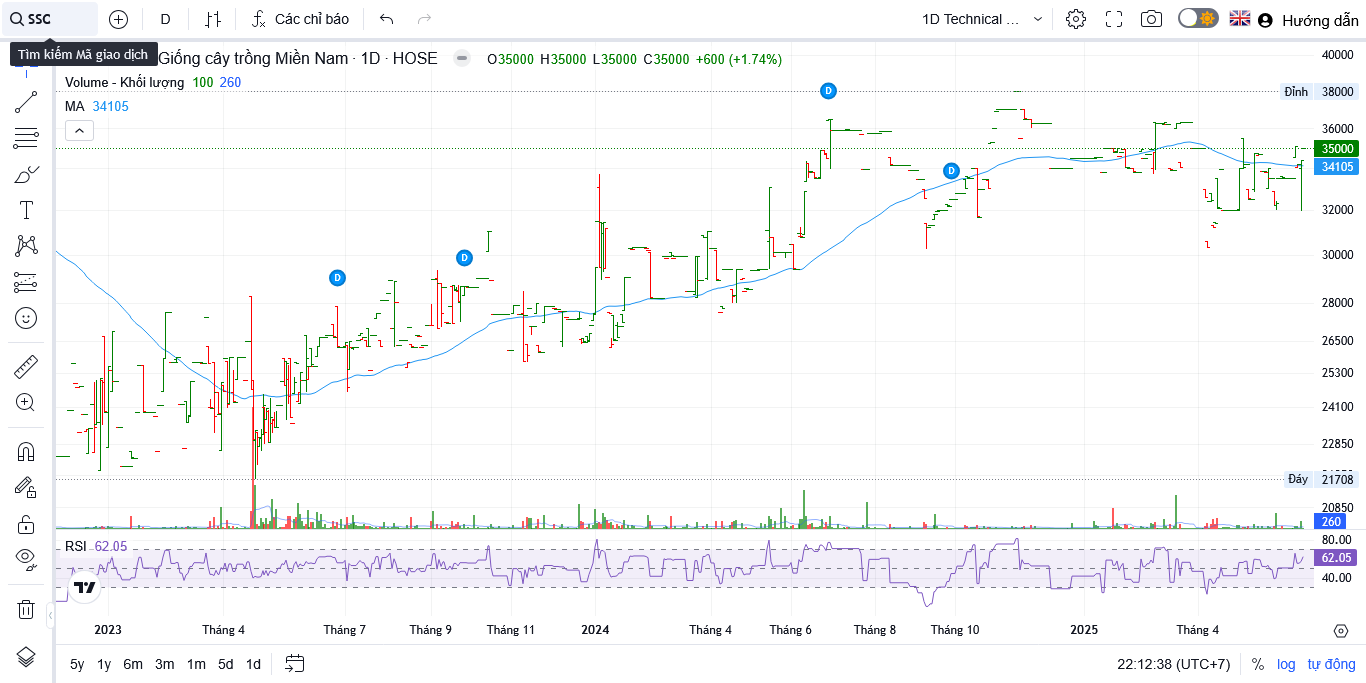 SSC D Các chỉ báo 1D Technical ... Hướng dẫn
Tìm kiếm Mã giao dịch
Giống cây trồng Miền Nam · 1D · HOSE O35000 H35000 L35000 C35000 +600 (+1.74%)
Volume - Khối lượng 100 260
MA 34105
40000
Đỉnh 38000
36000
35000
34105
32000
30000
28000
26500
25300
24100
22850
Đáy 21708
20850
260
D
D
D
D
RSI 62.05
80.00
62.05
40.00
2023 Tháng 4 Tháng 7 Tháng 9 Tháng 11 2024 Tháng 4 Tháng 6 Tháng 8 Tháng 10 2025 Tháng 4
5y 1y 6m 3m 1m 5d 1d 22:12:38 (UTC+7) % log tự động